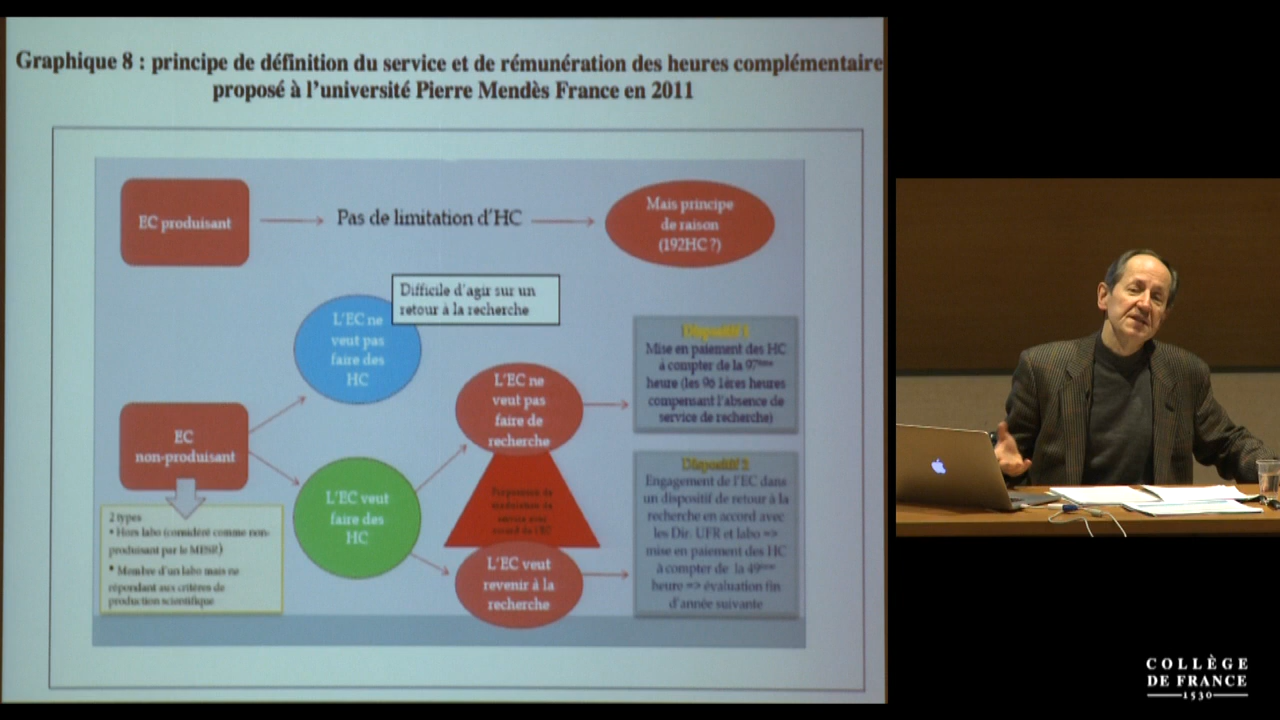 Graphique 8 : principe de définition du service et de rémunération des heures complémentaire
proposé à l'université Pierre Mendès France en 2011
EC produisant
Pas de limitation d'HC
Mais principe
de raison
(192HC ?)
Difficile d'agir sur un
retour à la recherche
L'EC ne
veut pas
faire des
HC
EC
non-produisant
L'EC ne
veut pas
faire de
recherche
Dispositif 1
Mise en paiement des HC
à compter de la 97ème
heure (les 96 1ères heures
compensant l'absence de
service de recherche)
L'EC veut
faire des
HC
2 types
• Hors labo (considéré comme non-
produisant par le MESR)
• Membre d'un labo mais ne
répondant aux critères de
production scientifique
service avec
L'EC veut
revenir à la
recherche
Dispositif 2
Engagement de l'EC dans
un dispositif de retour à la
recherche en accord avec
les Dir. UFR et labo =>
mise en paiement des HC
à compter de la 49ème
heure => évaluation fin
d'année suivante
COLLÈGE
DE FRANCE
1530